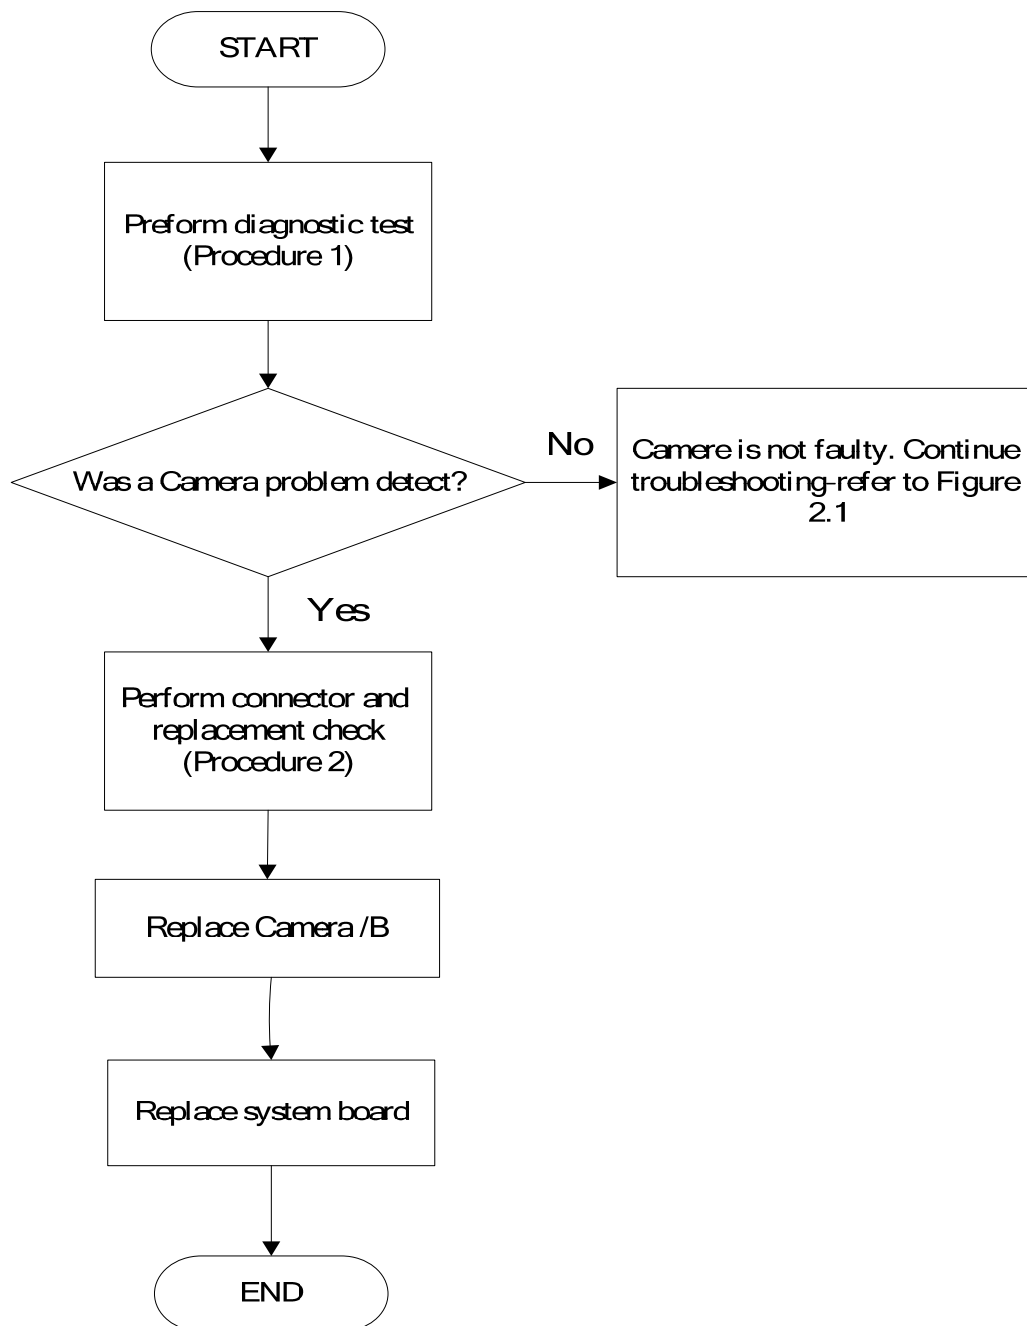 START
Preform diagnostic test
(Procedure 1)
Was a Camera problem detect?
No
Camere is not faulty. Continue
troubleshooting-refer to Figure
2.1
Yes
Perform connector and
replacement check
(Procedure 2)
Replace Camera /B
Replace system board
END